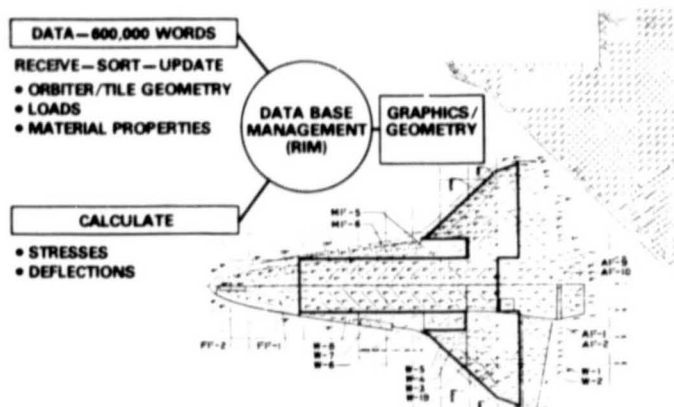 DATA—600,000 WORDS
RECEIVE—SORT—UPDATE
• ORBITER/TILE GEOMETRY
• LOADS
• MATERIAL PROPERTIES
DATA BASE
MANAGEMENT
(RIM)
GRAPHICS/
GEOMETRY
CALCULATE
• STRESSES
• DEFLECTIONS
MF-5
MF-6
AF-9
AF-10
FF-2
FF-1
W-8
W-7
W-6
W-5
W-4
W-3
W-10
AF-1
AF-2
W-1
W-2